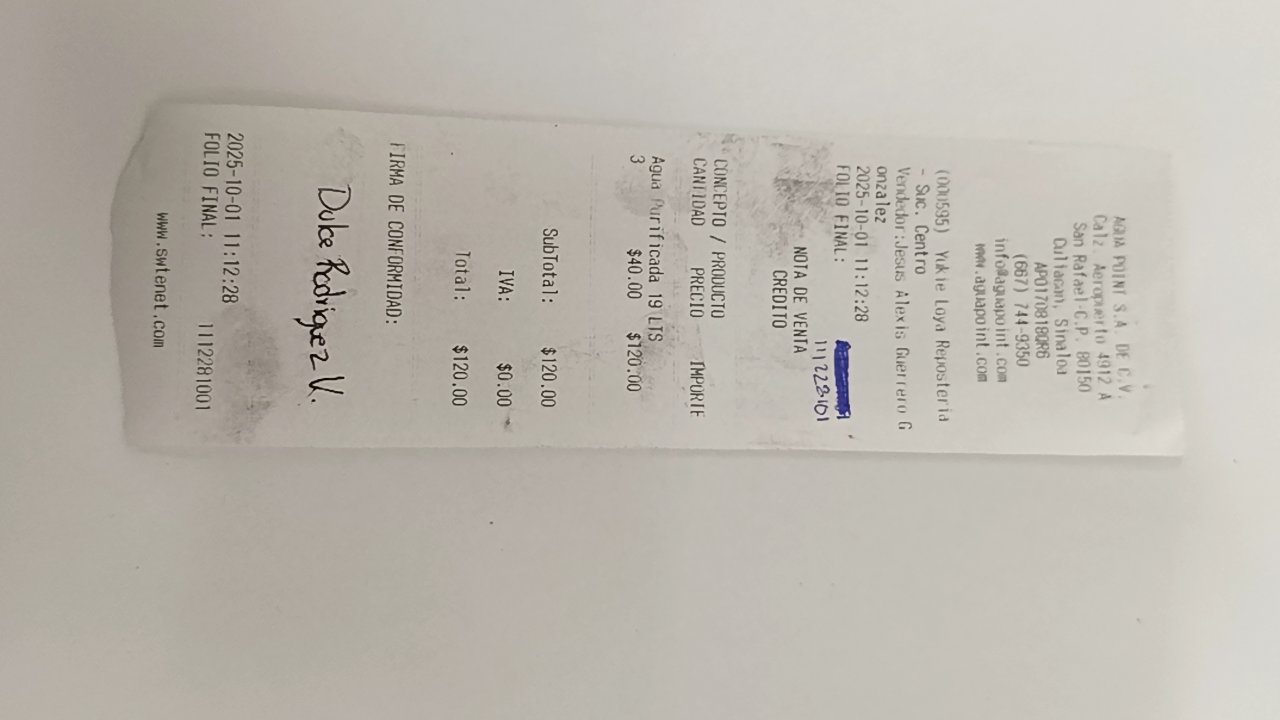 AGUA POINT S.A. DE C.V.
Calz. Aeropuerto 4912 A
San Rafael C.P. 80150
Culiacan, Sinaloa
APO1708180R6
(667) 744-9350
info@aguapoint.com
www.aguapoint.com
(000595) Yukie Loya Reposteria
- Suc. Centro
Vendedor:Jesus Alexis Guerrero G
onzalez
2025-10-01 11:12:28
FOLIO FINAL:
NOTA DE VENTA
CREDITO
CONCEPTO / PRODUCTO
CANTIDAD PRECIO IMPORTE
Agua Purificada 19 LTS
3 $40.00 $120.00
SubTotal: $120.00
IVA: $0.00
Total: $120.00
FIRMA DE CONFORMIDAD:
Dulce Rodriguez V.
2025-10-01 11:12:28
FOLIO FINAL: 1112281001
www.swtenet.com